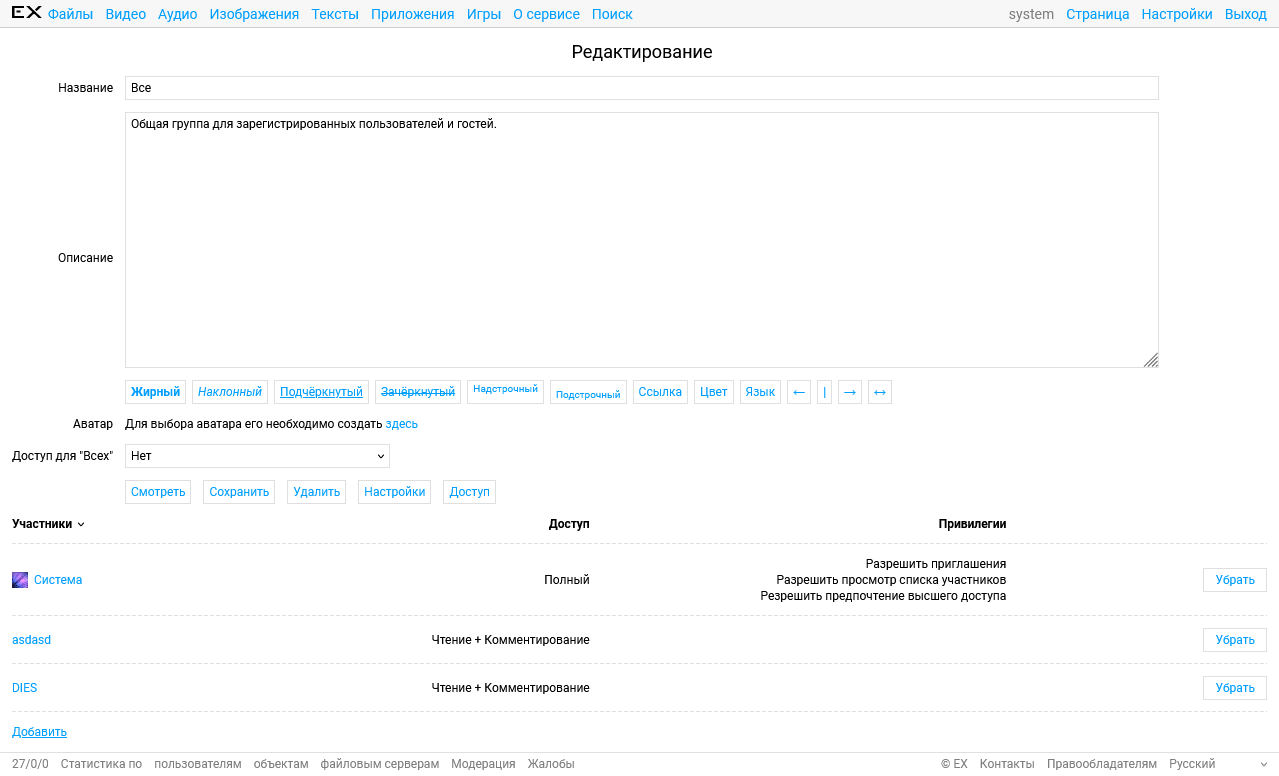 EX Файлы Видео Аудио Изображения Тексты Приложения Игры О сервисе Поиск system Страница Настройки Выход
Редактирование
Название Все
Общая группа для зарегистрированных пользователей и гостей.
Описание
Жирный Наклонный Подчёркнутый Зачёркнутый Надстрочный Подстрочный Ссылка Цвет Язык ← | → ↔
Аватар Для выбора аватара его необходимо создать здесь
Доступ для "Всех" Нет
Смотреть Сохранить Удалить Настройки Доступ
Участники Доступ Привилегии
Разрешить приглашения
Система Полный Разрешить просмотр списка участников Убрать
Резрешить предпочтение высшего доступа
asdasd Чтение + Комментирование Убрать
DIES Чтение + Комментирование Убрать
Добавить
27/0/0 Статистика по пользователям объектам файловым серверам Модерация Жалобы © EX Контакты Правообладателям Русский